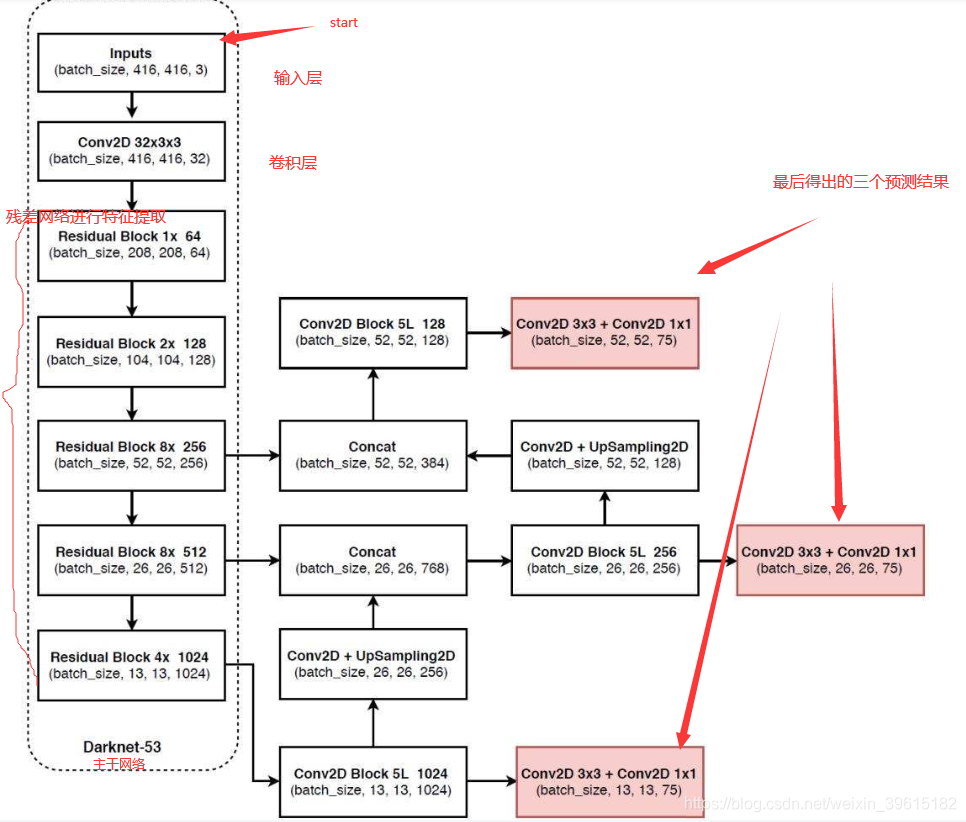 start
Inputs
(batch_size, 416, 416, 3)
输入层
Conv2D 32x3x3
(batch_size, 416, 416, 32)
卷积层
最后得出的三个预测结果
残差网络进行特征提取
Residual Block 1x 64
(batch_size, 208, 208, 64)
Residual Block 2x 128
(batch_size, 104, 104, 128)
Conv2D Block 5L 128
(batch_size, 52, 52, 128)
Conv2D 3x3 + Conv2D 1x1
(batch_size, 52, 52, 75)
Residual Block 8x 256
(batch_size, 52, 52, 256)
Concat
(batch_size, 52, 52, 384)
Conv2D + UpSampling2D
(batch_size, 52, 52, 128)
Residual Block 8x 512
(batch_size, 26, 26, 512)
Concat
(batch_size, 26, 26, 768)
Conv2D Block 5L 256
(batch_size, 26, 26, 256)
Conv2D 3x3 + Conv2D 1x1
(batch_size, 26, 26, 75)
Residual Block 4x 1024
(batch_size, 13, 13, 1024)
Conv2D + UpSampling2D
(batch_size, 26, 26, 256)
Darknet-53
主干网络
Conv2D Block 5L 1024
(batch_size, 13, 13, 1024)
Conv2D 3x3 + Conv2D 1x1
(batch_size, 13, 13, 75)
https://blog.csdn.net/weixin_39615182